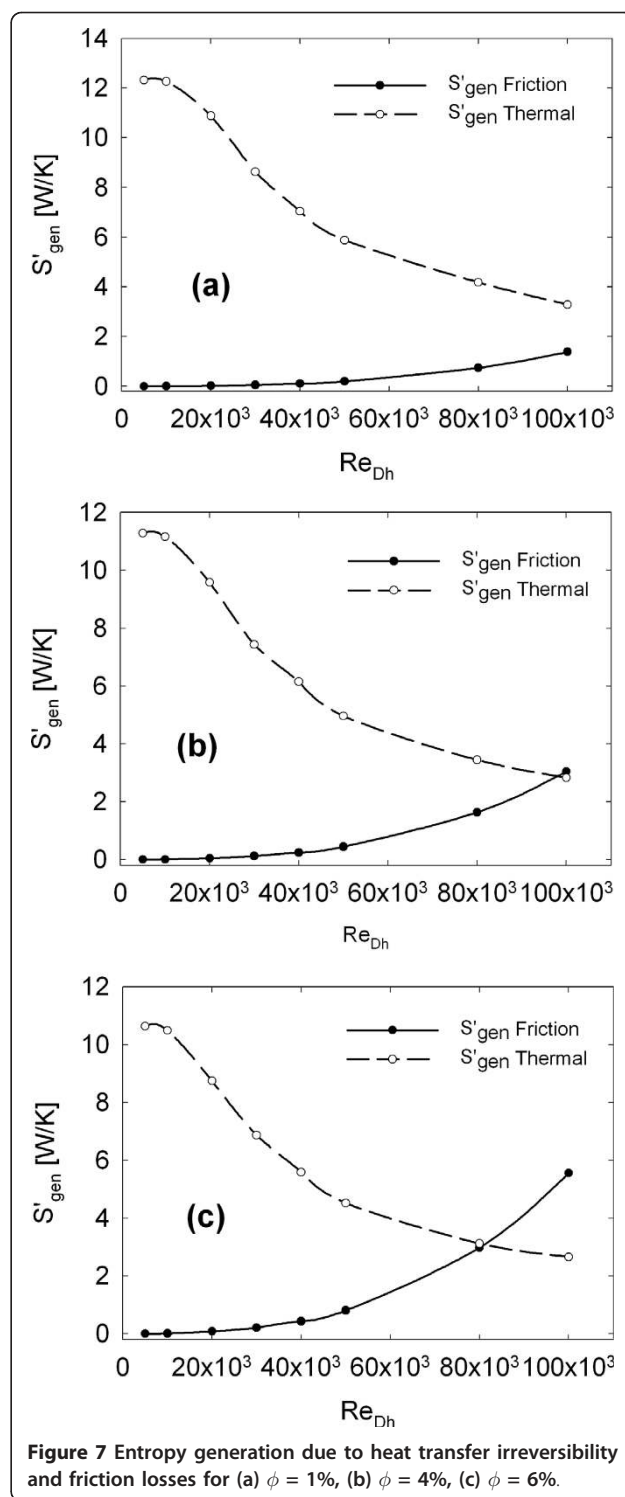 14
12
10
8
6
4
2
0
S'gen [W/K]
S'gen Friction
S'gen Thermal
(a)
0 20x10³ 40x10³ 60x10³ 80x10³ 100x10³
Re_Dh
12
10
8
6
4
2
0
S'gen [W/K]
S'gen Friction
S'gen Thermal
(b)
0 20x10³ 40x10³ 60x10³ 80x10³ 100x10³
Re_Dh
12
10
8
6
4
2
0
S'gen [W/K]
S'gen Friction
S'gen Thermal
(c)
0 20x10³ 40x10³ 60x10³ 80x10³ 100x10³
Re_Dh
Figure 7 Entropy generation due to heat transfer irreversibility
and friction losses for (a) ϕ = 1%, (b) ϕ = 4%, (c) ϕ = 6%.